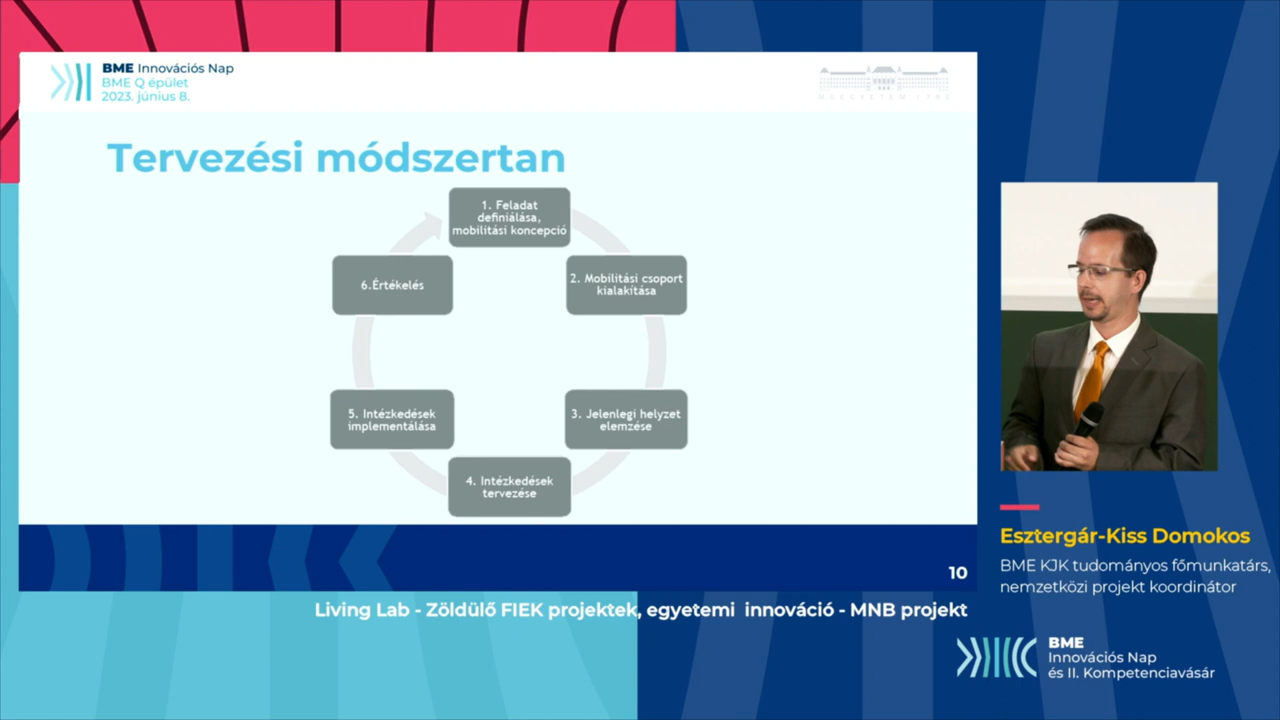 BME Innovációs Nap
BME Q épület
2023. június 8.
MŰEGYETEM 1782
Tervezési módszertan
1. Feladat
definiálása,
mobilitási koncepció
2. Mobilitási csoport
kialakítása
3. Jelenlegi helyzet
elemzése
4. Intézkedések
tervezése
5. Intézkedések
implementálása
6.Értékelés
10
Esztergár-Kiss Domokos
BME KJK tudományos főmunkatárs,
nemzetközi projekt koordinátor
Living Lab - Zöldülő FIEK projektek, egyetemi innováció - MNB projekt
BME
Innovációs Nap
és II. Kompetenciavásár